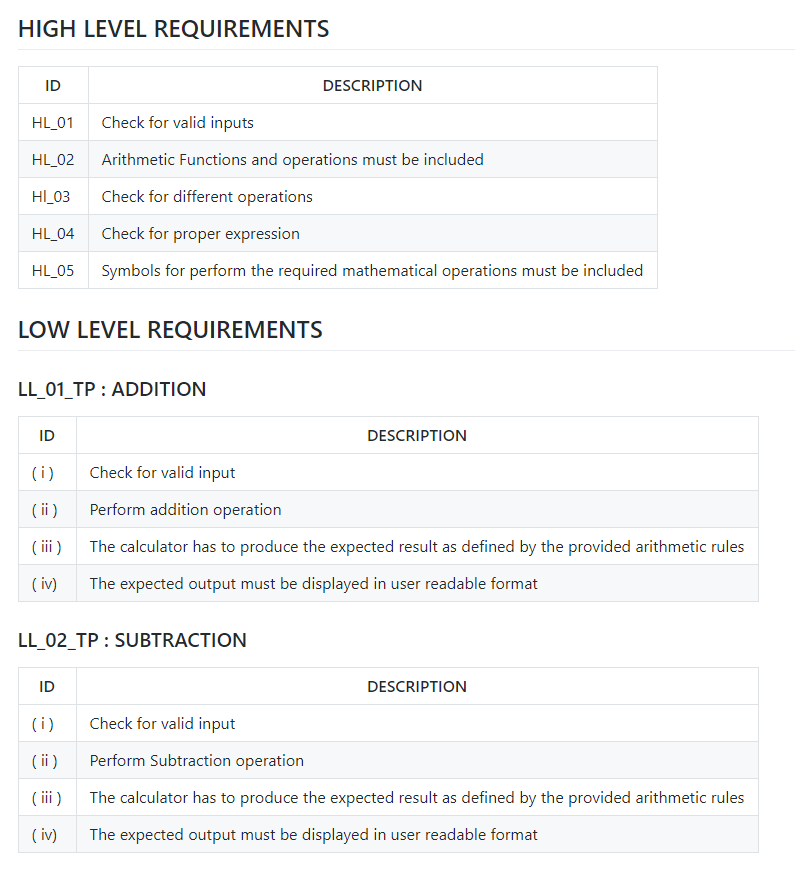 HIGH LEVEL REQUIREMENTS
ID DESCRIPTION
HL_01 Check for valid inputs
HL_02 Arithmetic Functions and operations must be included
Hl_03 Check for different operations
HL_04 Check for proper expression
HL_05 Symbols for perform the required mathematical operations must be included
LOW LEVEL REQUIREMENTS
LL_01_TP : ADDITION
ID DESCRIPTION
( i ) Check for valid input
( ii ) Perform addition operation
( iii ) The calculator has to produce the expected result as defined by the provided arithmetic rules
( iv) The expected output must be displayed in user readable format
LL_02_TP : SUBTRACTION
ID DESCRIPTION
( i ) Check for valid input
( ii ) Perform Subtraction operation
( iii ) The calculator has to produce the expected result as defined by the provided arithmetic rules
( iv) The expected output must be displayed in user readable format